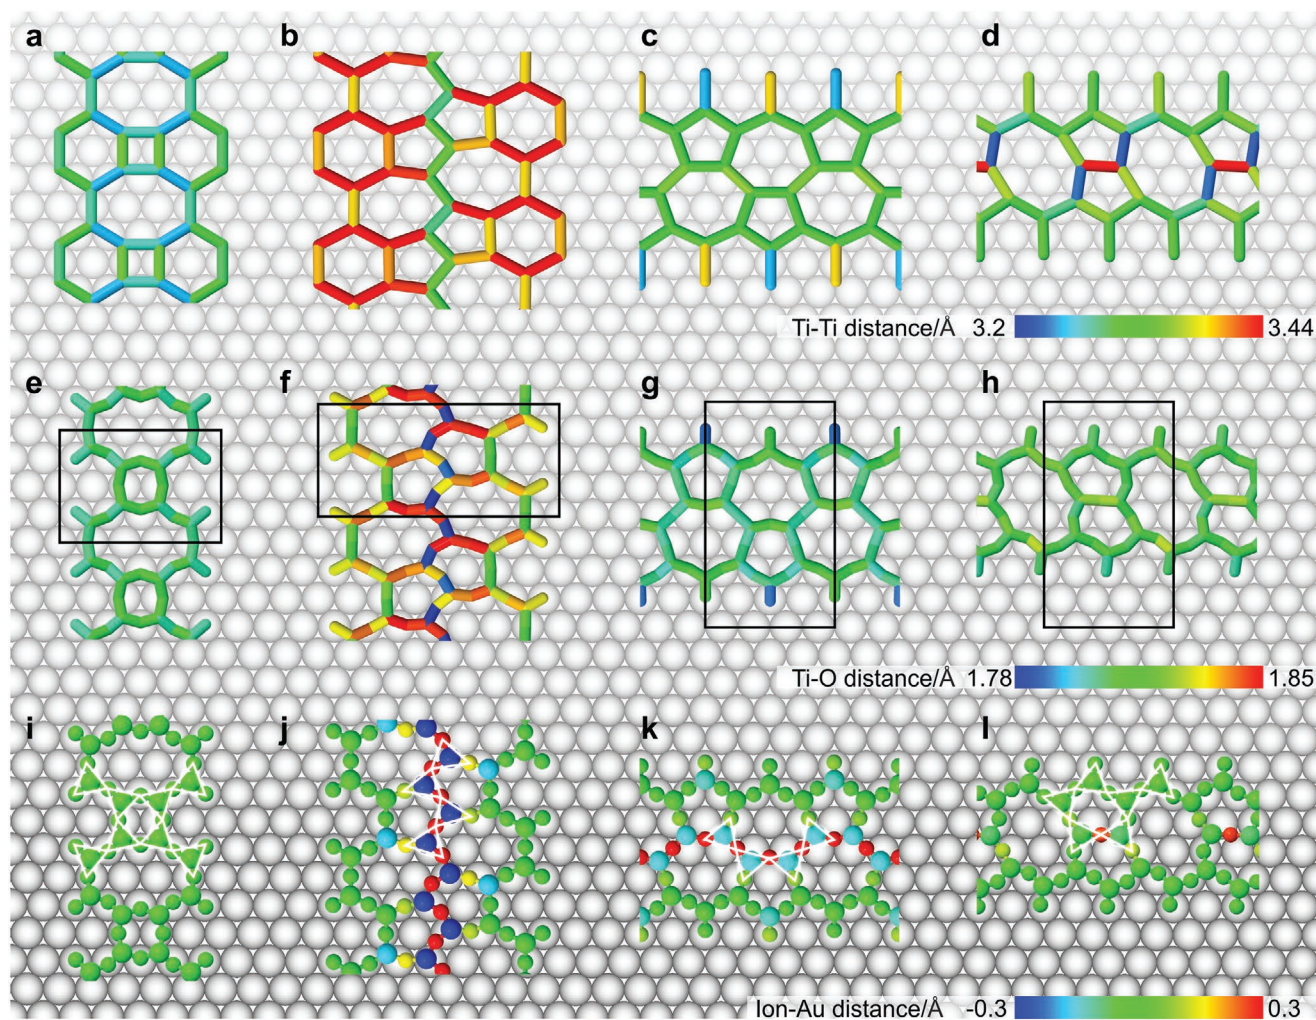 a b c d
Ti-Ti distance/Å 3.2 3.44
e f g h
Ti-O distance/Å 1.78 1.85
i j k l
Ion-Au distance/Å -0.3 0.3